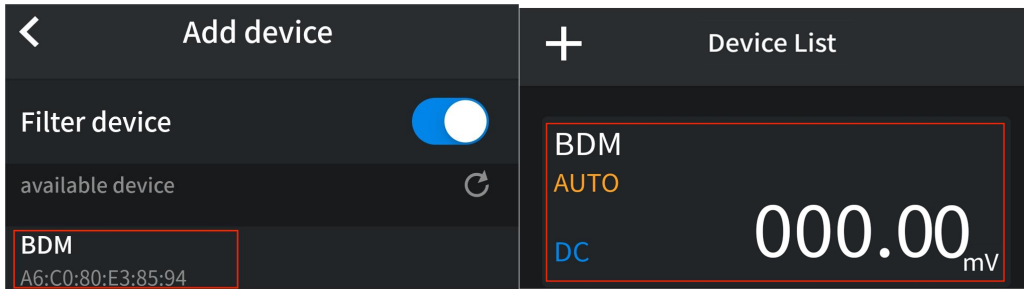 Add device
Filter device
available device
BDM
A6:C0:80:E3:85:94
Device List
BDM
AUTO
DC
000.00
mV